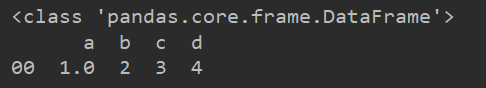 <class 'pandas.core.frame.DataFrame'>
      a  b  c  d
00  1.0  2  3  4